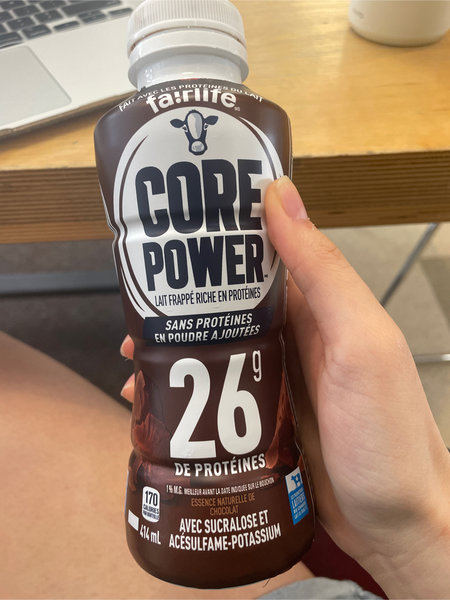 FAIT AVEC LES PROTÉINES DU LAIT
fa!rlife
CORE
POWER
LAIT FRAPPÉ RICHE EN PROTÉINES
SANS PROTÉINES
EN POUDRE AJOUTÉES
26g
DE PROTÉINES
1% M.G. MEILLEUR AVANT LA DATE INDIQUÉE SUR LE BOUCHON
ESSENCE NATURELLE DE
CHOCOLAT
170
CALORIES
414 mL
AVEC SUCRALOSE ET
ACÉSULFAME-POTASSIUM